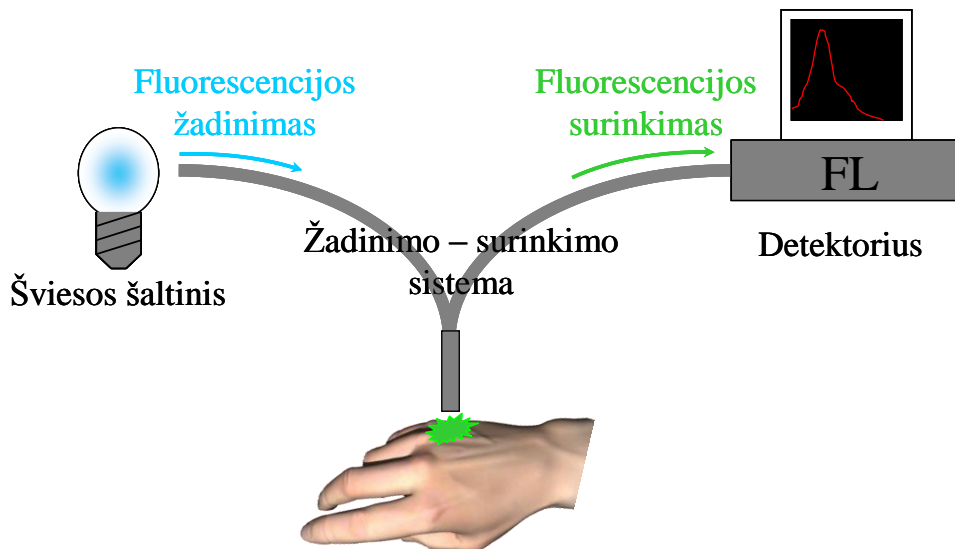 Fluorescencijos
žadinimas
Fluorescencijos
surinkimas
FL
Žadinimo – surinkimo
sistema
Detektorius
Šviesos šaltinis